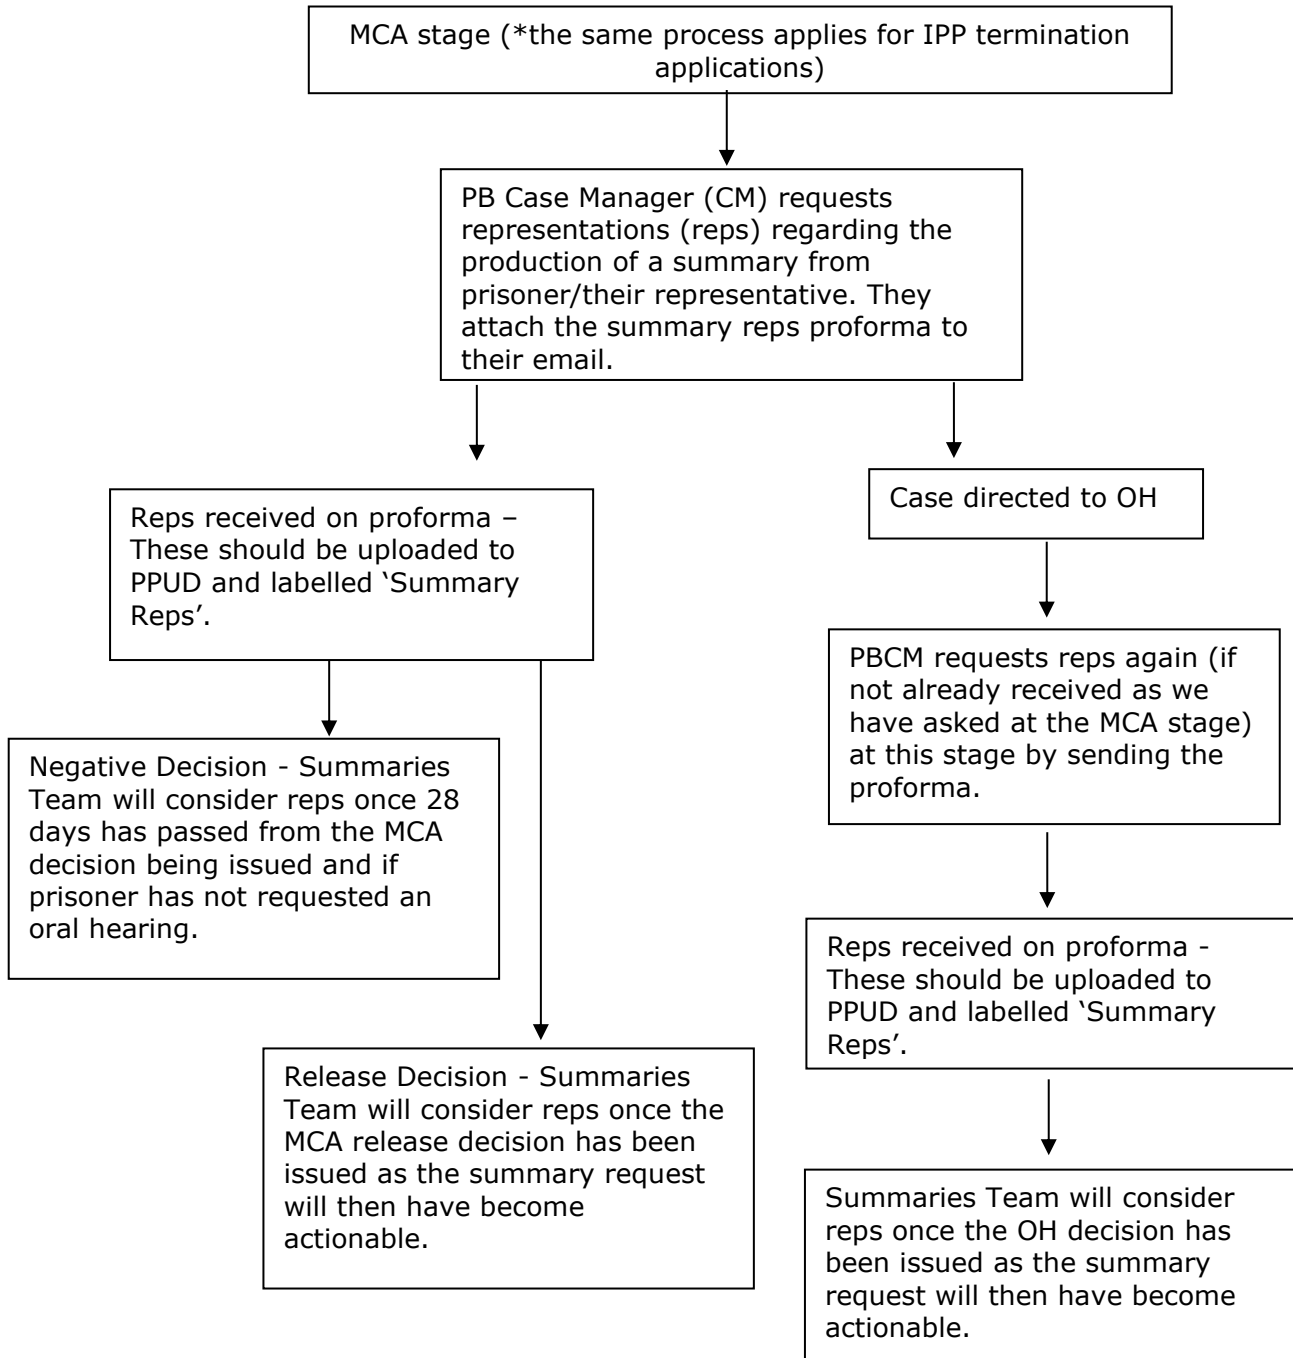 MCA stage (*the same process applies for IPP termination
applications)
PB Case Manager (CM) requests
representations (reps) regarding the
production of a summary from
prisoner/their representative. They
attach the summary reps proforma to
their email.
Reps received on proforma –
These should be uploaded to
PPUD and labelled ‘Summary
Reps’.
Negative Decision - Summaries
Team will consider reps once 28
days has passed from the MCA
decision being issued and if
prisoner has not requested an
oral hearing.
Release Decision - Summaries
Team will consider reps once the
MCA release decision has been
issued as the summary request
will then have become
actionable.
Case directed to OH
PBCM requests reps again (if
not already received as we
have asked at the MCA stage)
at this stage by sending the
proforma.
Reps received on proforma -
These should be uploaded to
PPUD and labelled ‘Summary
Reps’.
Summaries Team will consider
reps once the OH decision has
been issued as the summary
request will then have become
actionable.